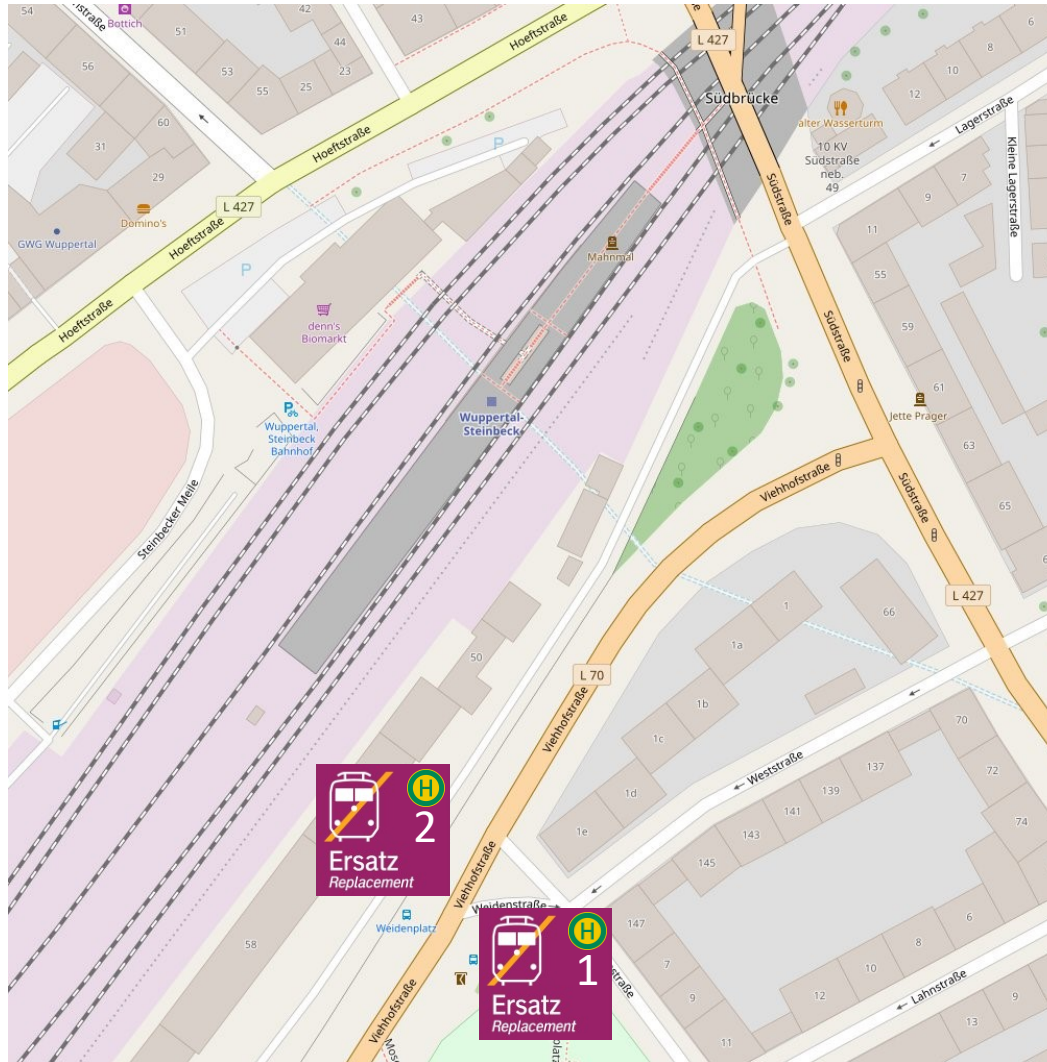 54
Bottich
51
43
Hoeftstraße
L 427
56
53
44
25
23
55
60
31
29
Domino's
GWG Wuppertal
L 427
Hoeftstraße
Hoeftstraße
Hoeftstraße
P
P
denn's
Biomarkt
P
Wuppertal,
Steinbeck
Bahnhof
Steinbecker Meile
Südbrücke
Mahnmal
Wuppertal-
Steinbeck
alter Wasserturm
10 KV
Südstraße
neb.
49
6
8
10
12
Lagerstraße
Kleine Lagerstraße
7
9
11
55
59
61
63
65
Südstraße
Südstraße
Südstraße
Jette Prager
Viehhofstraße
L 427
66
1
1a
1b
1c
1d
1e
50
L 70
Viehhofstraße
70
72
74
137
139
141
143
145
Weststraße
H
2
Ersatz
Replacement
Viehhofstraße
Weidenstraße
Weidenplatz
58
H
1
Ersatz
Replacement
147
7
9
11
12
10
8
6
Lahnstraße
13
9
Viehhofstraße